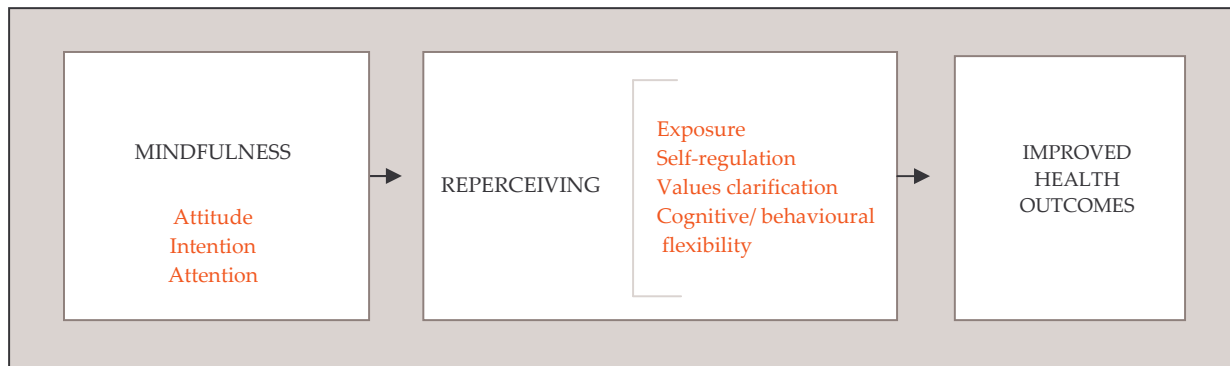 MINDFULNESS
Attitude
Intention
Attention
REPERCEIVING
Exposure
Self-regulation
Values clarification
Cognitive/ behavioural
flexibility
IMPROVED
HEALTH
OUTCOMES